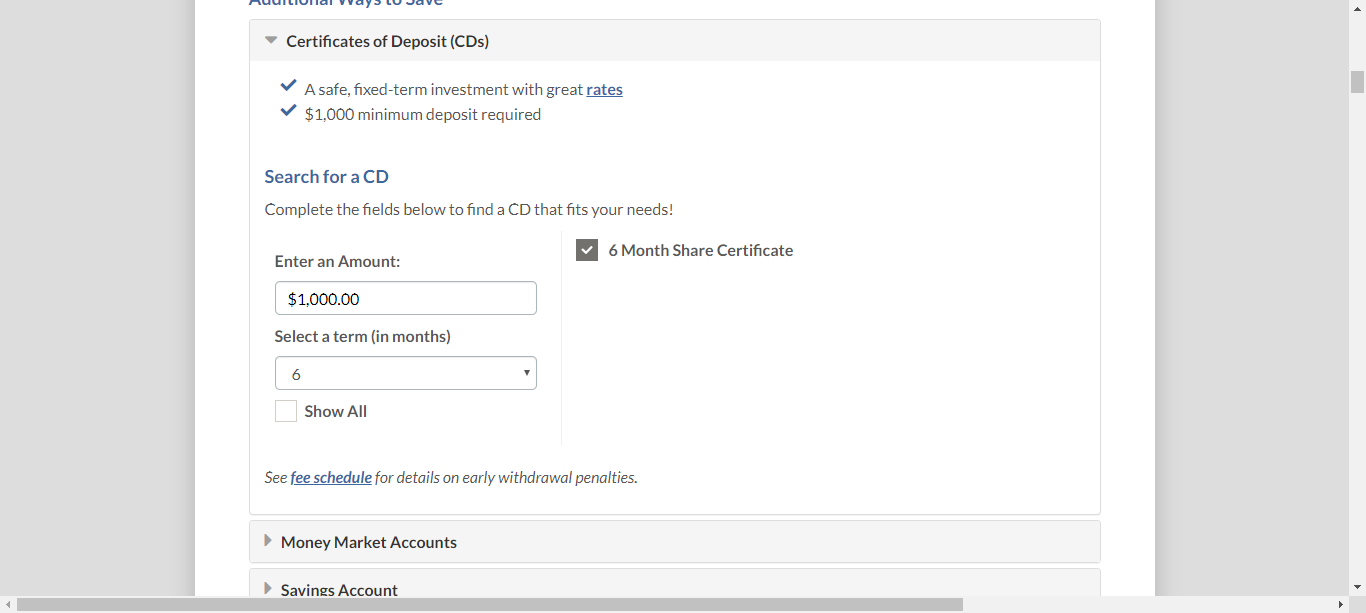 Additional Ways to Save
Certificates of Deposit (CDs)
A safe, fixed-term investment with great rates
$1,000 minimum deposit required
Search for a CD
Complete the fields below to find a CD that fits your needs!
Enter an Amount:
$1,000.00
Select a term (in months)
6
Show All
6 Month Share Certificate
See fee schedule for details on early withdrawal penalties.
Money Market Accounts
Savings Account